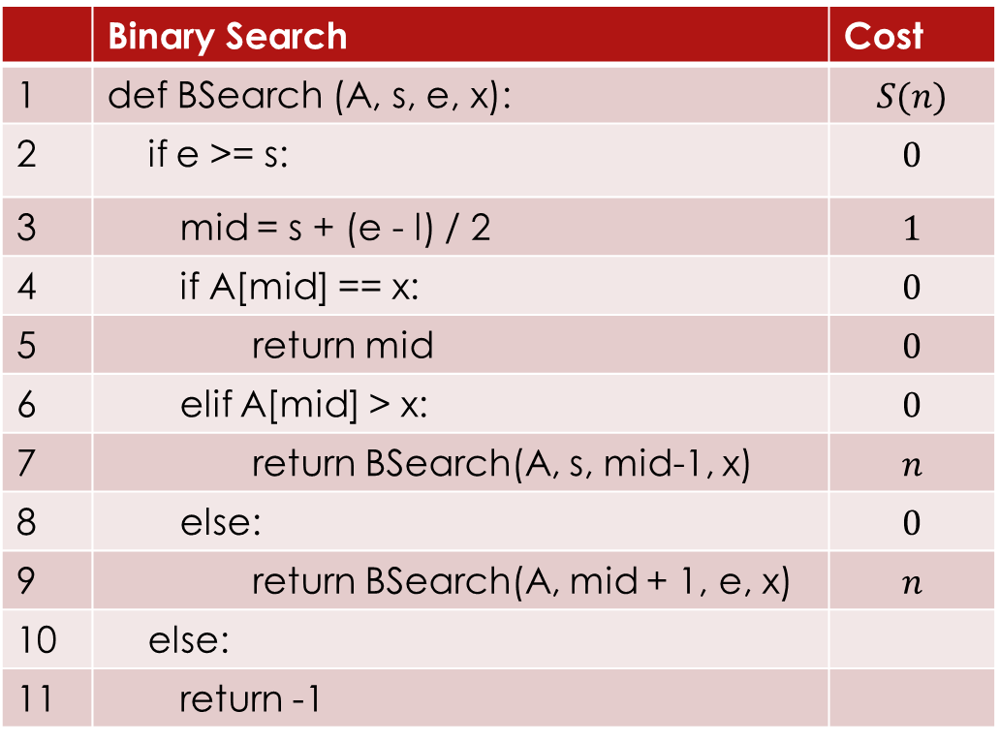 Binary Search Cost
1 def BSearch (A, s, e, x): S(n)
2 if e >= s: 0
3 mid = s + (e - l) / 2 1
4 if A[mid] == x: 0
5 return mid 0
6 elif A[mid] > x: 0
7 return BSearch(A, s, mid-1, x) n
8 else: 0
9 return BSearch(A, mid + 1, e, x) n
10 else:
11 return -1